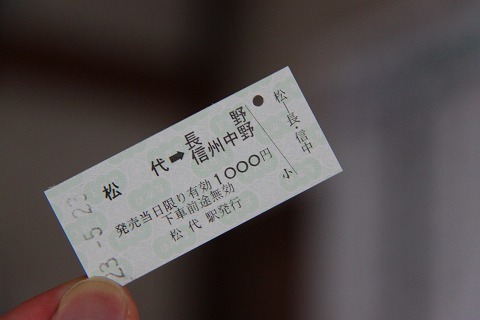 23.-5.23
松代➡長野
信州中野
発売当日限り有効1,000円
下車前途無効
松代駅発行
松―長・信中
小